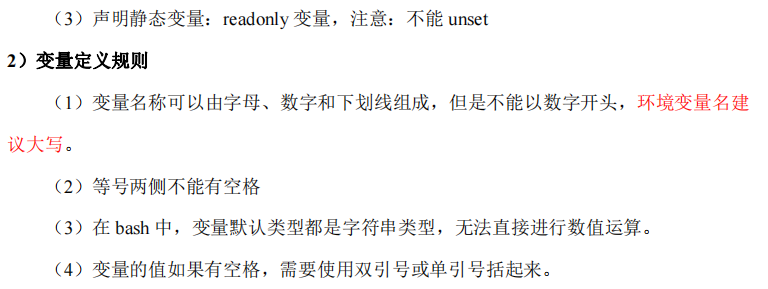 （3）声明静态变量：readonly 变量，注意：不能 unset
2）变量定义规则
（1）变量名称可以由字母、数字和下划线组成，但是不能以数字开头，环境变量名建
议大写。
（2）等号两侧不能有空格
（3）在 bash 中，变量默认类型都是字符串类型，无法直接进行数值运算。
（4）变量的值如果有空格，需要使用双引号或单引号括起来。